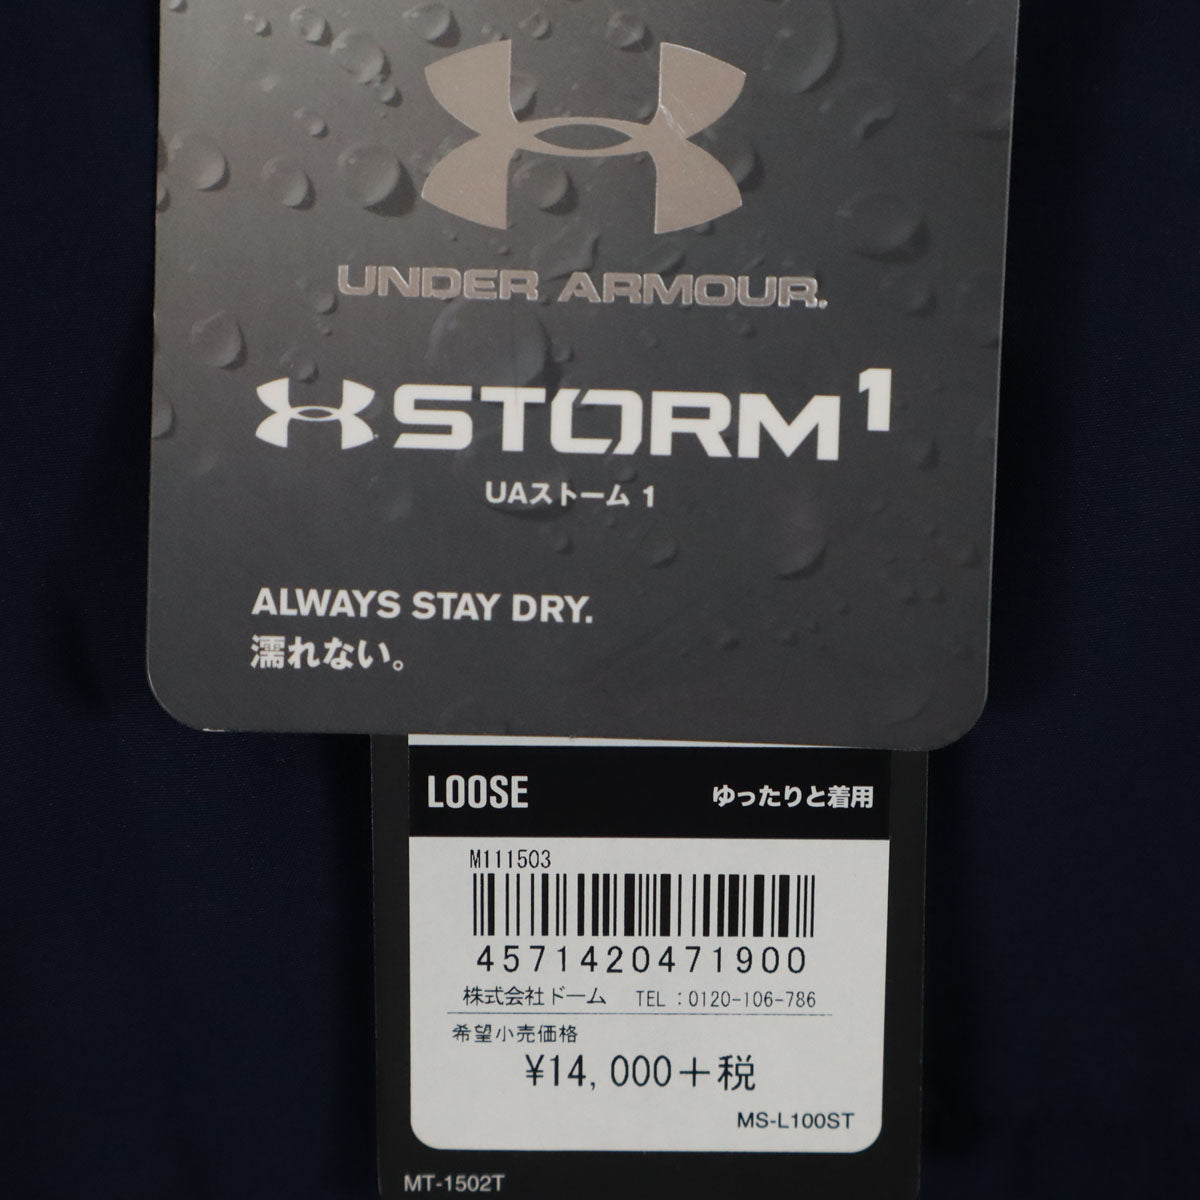 UNDER ARMOUR.
STORM1
UAストーム 1
ALWAYS STAY DRY.
濡れない。
LOOSE ゆったりと着用
M111503
4571420471900
株式会社ドーム TEL:0120-106-786
希望小売価格
¥14,000+税
MS-L100ST
MT-1502T